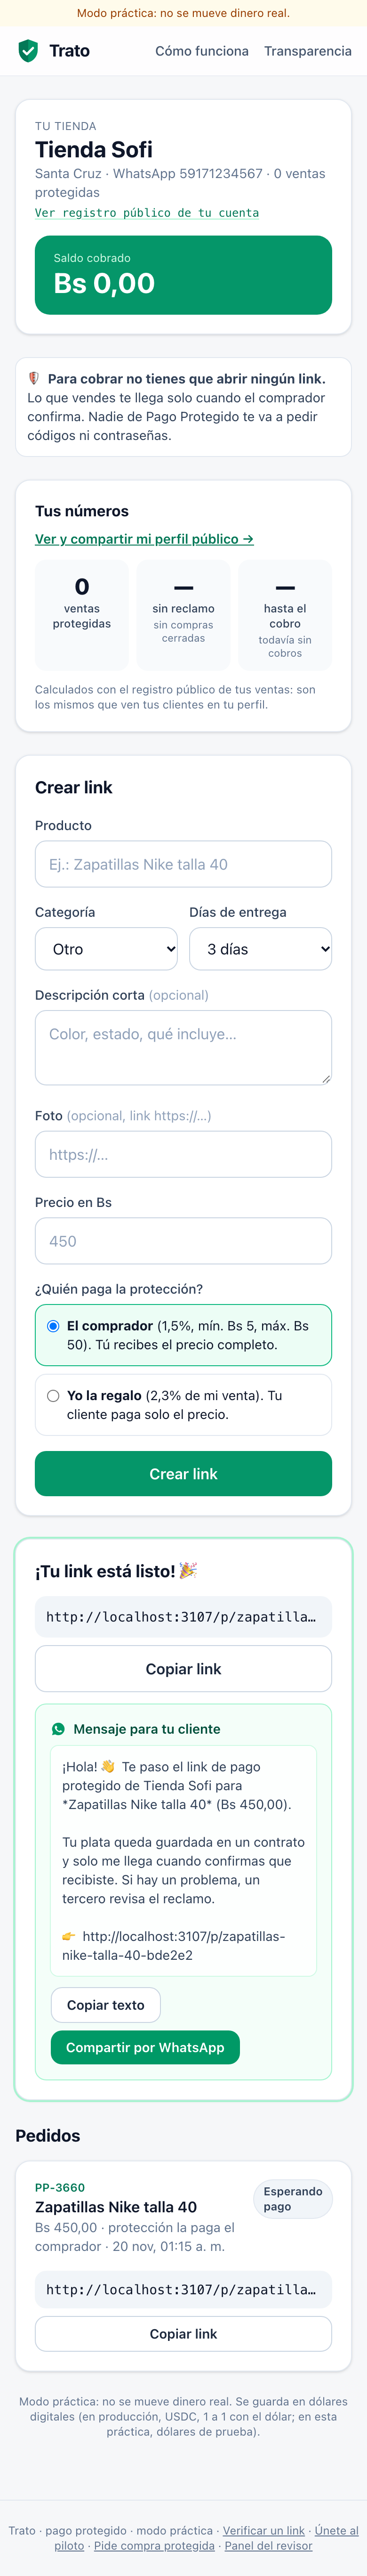 Modo práctica: no se mueve dinero real.
Trato
Cómo funciona Transparencia
TU TIENDA
Tienda Sofi
Santa Cruz · WhatsApp 59171234567 · 0 ventas
protegidas
Ver registro público de tu cuenta
Saldo cobrado
Bs 0,00
Para cobrar no tienes que abrir ningún link.
Lo que vendes te llega solo cuando el comprador
confirma. Nadie de Pago Protegido te va a pedir
códigos ni contraseñas.
Tus números
Ver y compartir mi perfil público →
0
ventas
protegidas
—
sin reclamo
sin compras
cerradas
—
hasta el
cobro
todavía sin
cobros
Calculados con el registro público de tus ventas: son
los mismos que ven tus clientes en tu perfil.
Crear link
Producto
Ej.: Zapatillas Nike talla 40
Categoría
Otro
Días de entrega
3 días
Descripción corta (opcional)
Color, estado, qué incluye...
Foto (opcional, link https://...)
https://...
Precio en Bs
450
¿Quién paga la protección?
El comprador (1,5%, mín. Bs 5, máx. Bs
50). Tú recibes el precio completo.
Yo la regalo (2,3% de mi venta). Tu
cliente paga solo el precio.
Crear link
¡Tu link está listo! 🎉
http://localhost:3107/p/zapatilla…
Copiar link
Mensaje para tu cliente
¡Hola! 👋 Te paso el link de pago
protegido de Tienda Sofi para
*Zapatillas Nike talla 40* (Bs 450,00).
Tu plata queda guardada en un contrato
y solo me llega cuando confirmas que
recibiste. Si hay un problema, un
tercero revisa el reclamo.
👉 http://localhost:3107/p/zapatillas-
nike-talla-40-bde2e2
Copiar texto
Compartir por WhatsApp
Pedidos
PP-3660
Zapatillas Nike talla 40
Bs 450,00 · protección la paga el
comprador · 20 nov, 01:15 a. m.
Esperando
pago
http://localhost:3107/p/zapatilla…
Copiar link
Modo práctica: no se mueve dinero real. Se guarda en dólares
digitales (en producción, USDC, 1 a 1 con el dólar; en esta
práctica, dólares de prueba).
Trato · pago protegido · modo práctica · Verificar un link · Únete al
piloto · Pide compra protegida · Panel del revisor